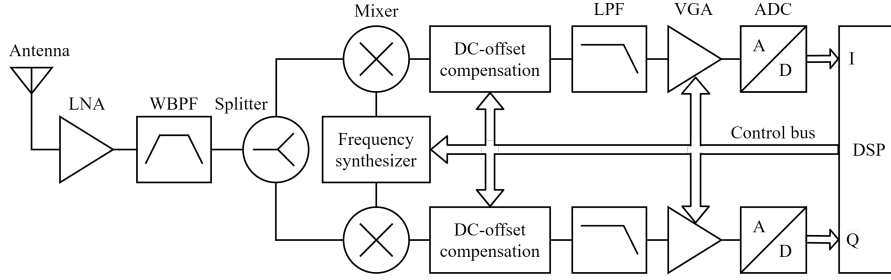 Mixer
LPF
VGA
ADC
Antenna
LNA
WBPF
Splitter
DC-offset
compensation
A
D
I
Frequency
synthesizer
Control bus
DSP
DC-offset
compensation
A
D
Q